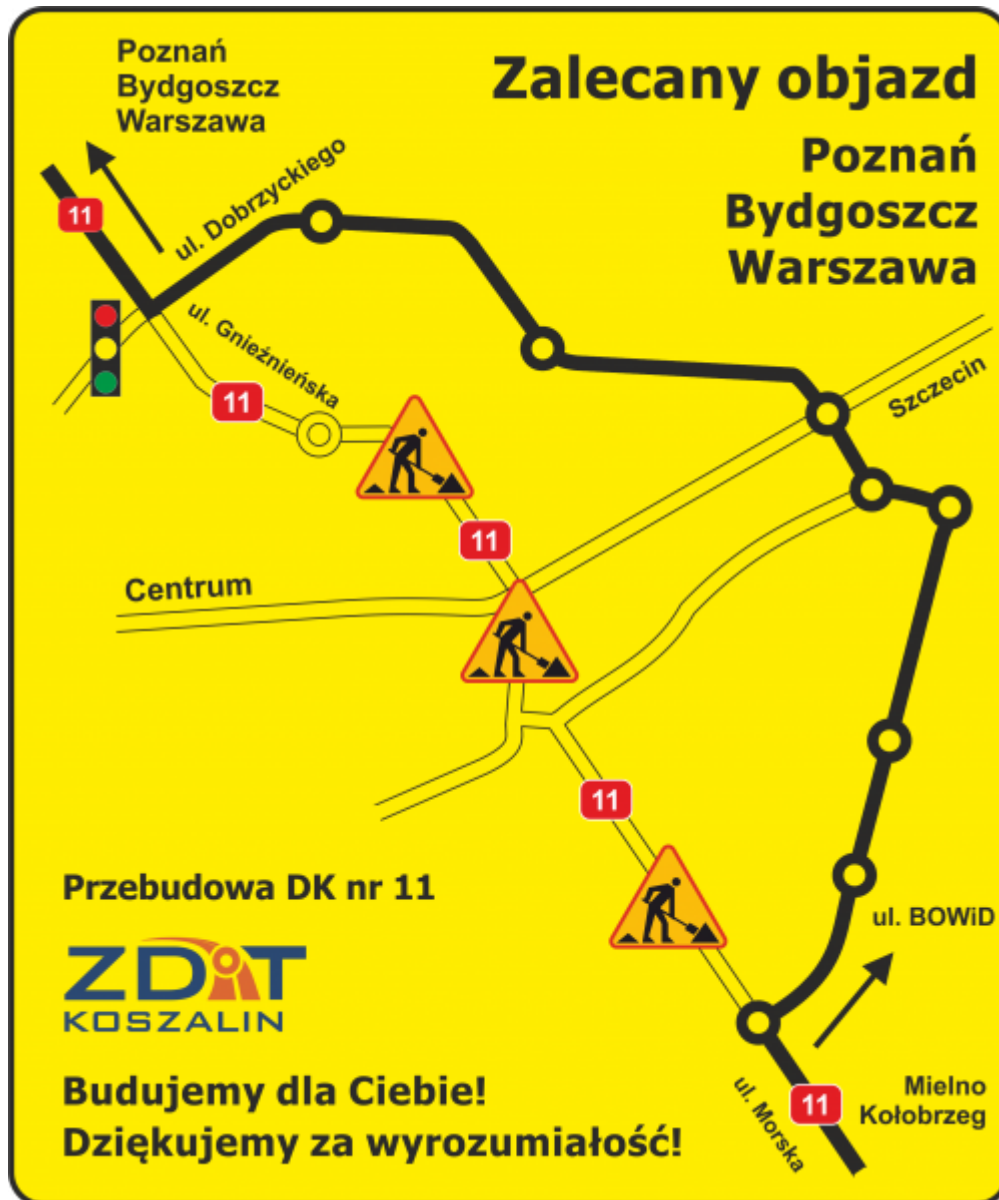 Poznań
Bydgoszcz
Warszawa
Zalecany objazd
Poznań
Bydgoszcz
Warszawa
11
ul. Dobrzyckiego
ul. Gnieźnieńska
11
Szczecin
11
Centrum
11
Przebudowa DK nr 11
ul. BOWiD
ZDiT
KOSZALIN
Budujemy dla Ciebie!
Dziękujemy za wyrozumiałość!
ul. Morska
11
Mielno
Kołobrzeg